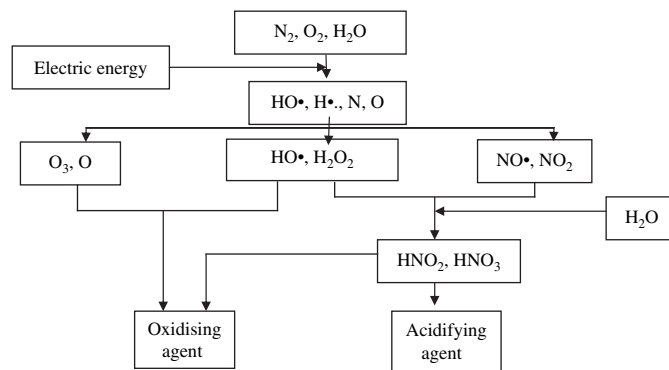 N₂, O₂, H₂O
Electric energy
HO•, H•., N, O
O₃, O
HO•, H₂O₂
NO•, NO₂
H₂O
HNO₂, HNO₃
Oxidising
agent
Acidifying
agent